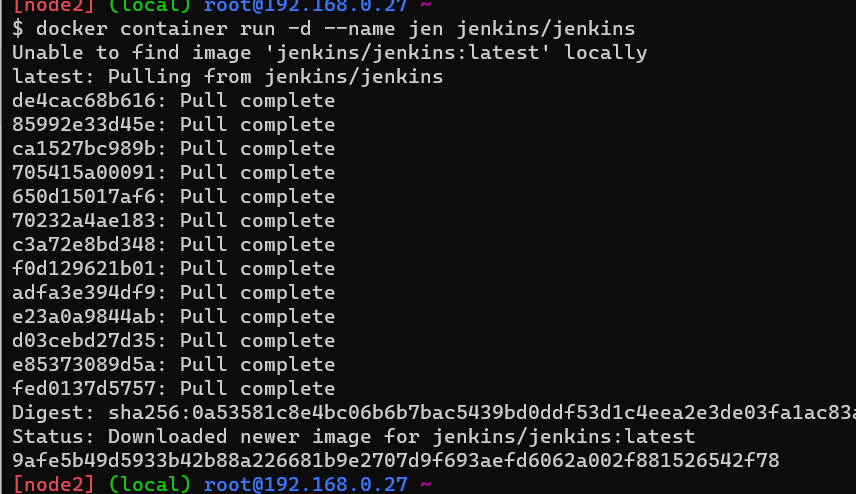 [node2] (local) root@192.168.0.27 ~
$ docker container run -d --name jen jenkins/jenkins
Unable to find image 'jenkins/jenkins:latest' locally
latest: Pulling from jenkins/jenkins
de4cac68b616: Pull complete
85992e33d45e: Pull complete
ca1527bc989b: Pull complete
705415a00091: Pull complete
650d15017af6: Pull complete
70232a4ae183: Pull complete
c3a72e8bd348: Pull complete
f0d129621b01: Pull complete
adfa3e394df9: Pull complete
e23a0a9844ab: Pull complete
d03cebd27d35: Pull complete
e85373089d5a: Pull complete
fed0137d5757: Pull complete
Digest: sha256:0a53581c8e4bc06b6b7bac5439bd0ddf53d1c4eea2e3de03fa1ac83a
Status: Downloaded newer image for jenkins/jenkins:latest
9afe5b49d5933b42b88a226681b9e2707d9f693aefd6062a002f881526542f78
[node2] (local) root@192.168.0.27 ~